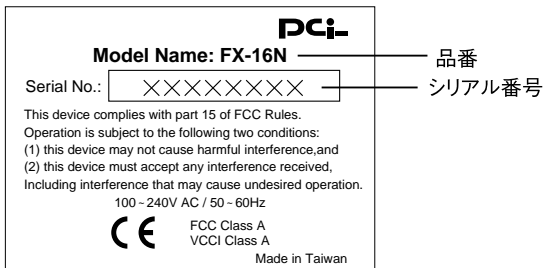 PCi
Model Name: FX-16N 品番
Serial No.: ×××××××× シリアル番号
This device complies with part 15 of FCC Rules.
Operation is subject to the following two conditions:
(1) this device may not cause harmful interference,and
(2) this device must accept any interference received,
Including interference that may cause undesired operation.
100~240V AC / 50~60Hz
CE FCC Class A
VCCI Class A
Made in Taiwan